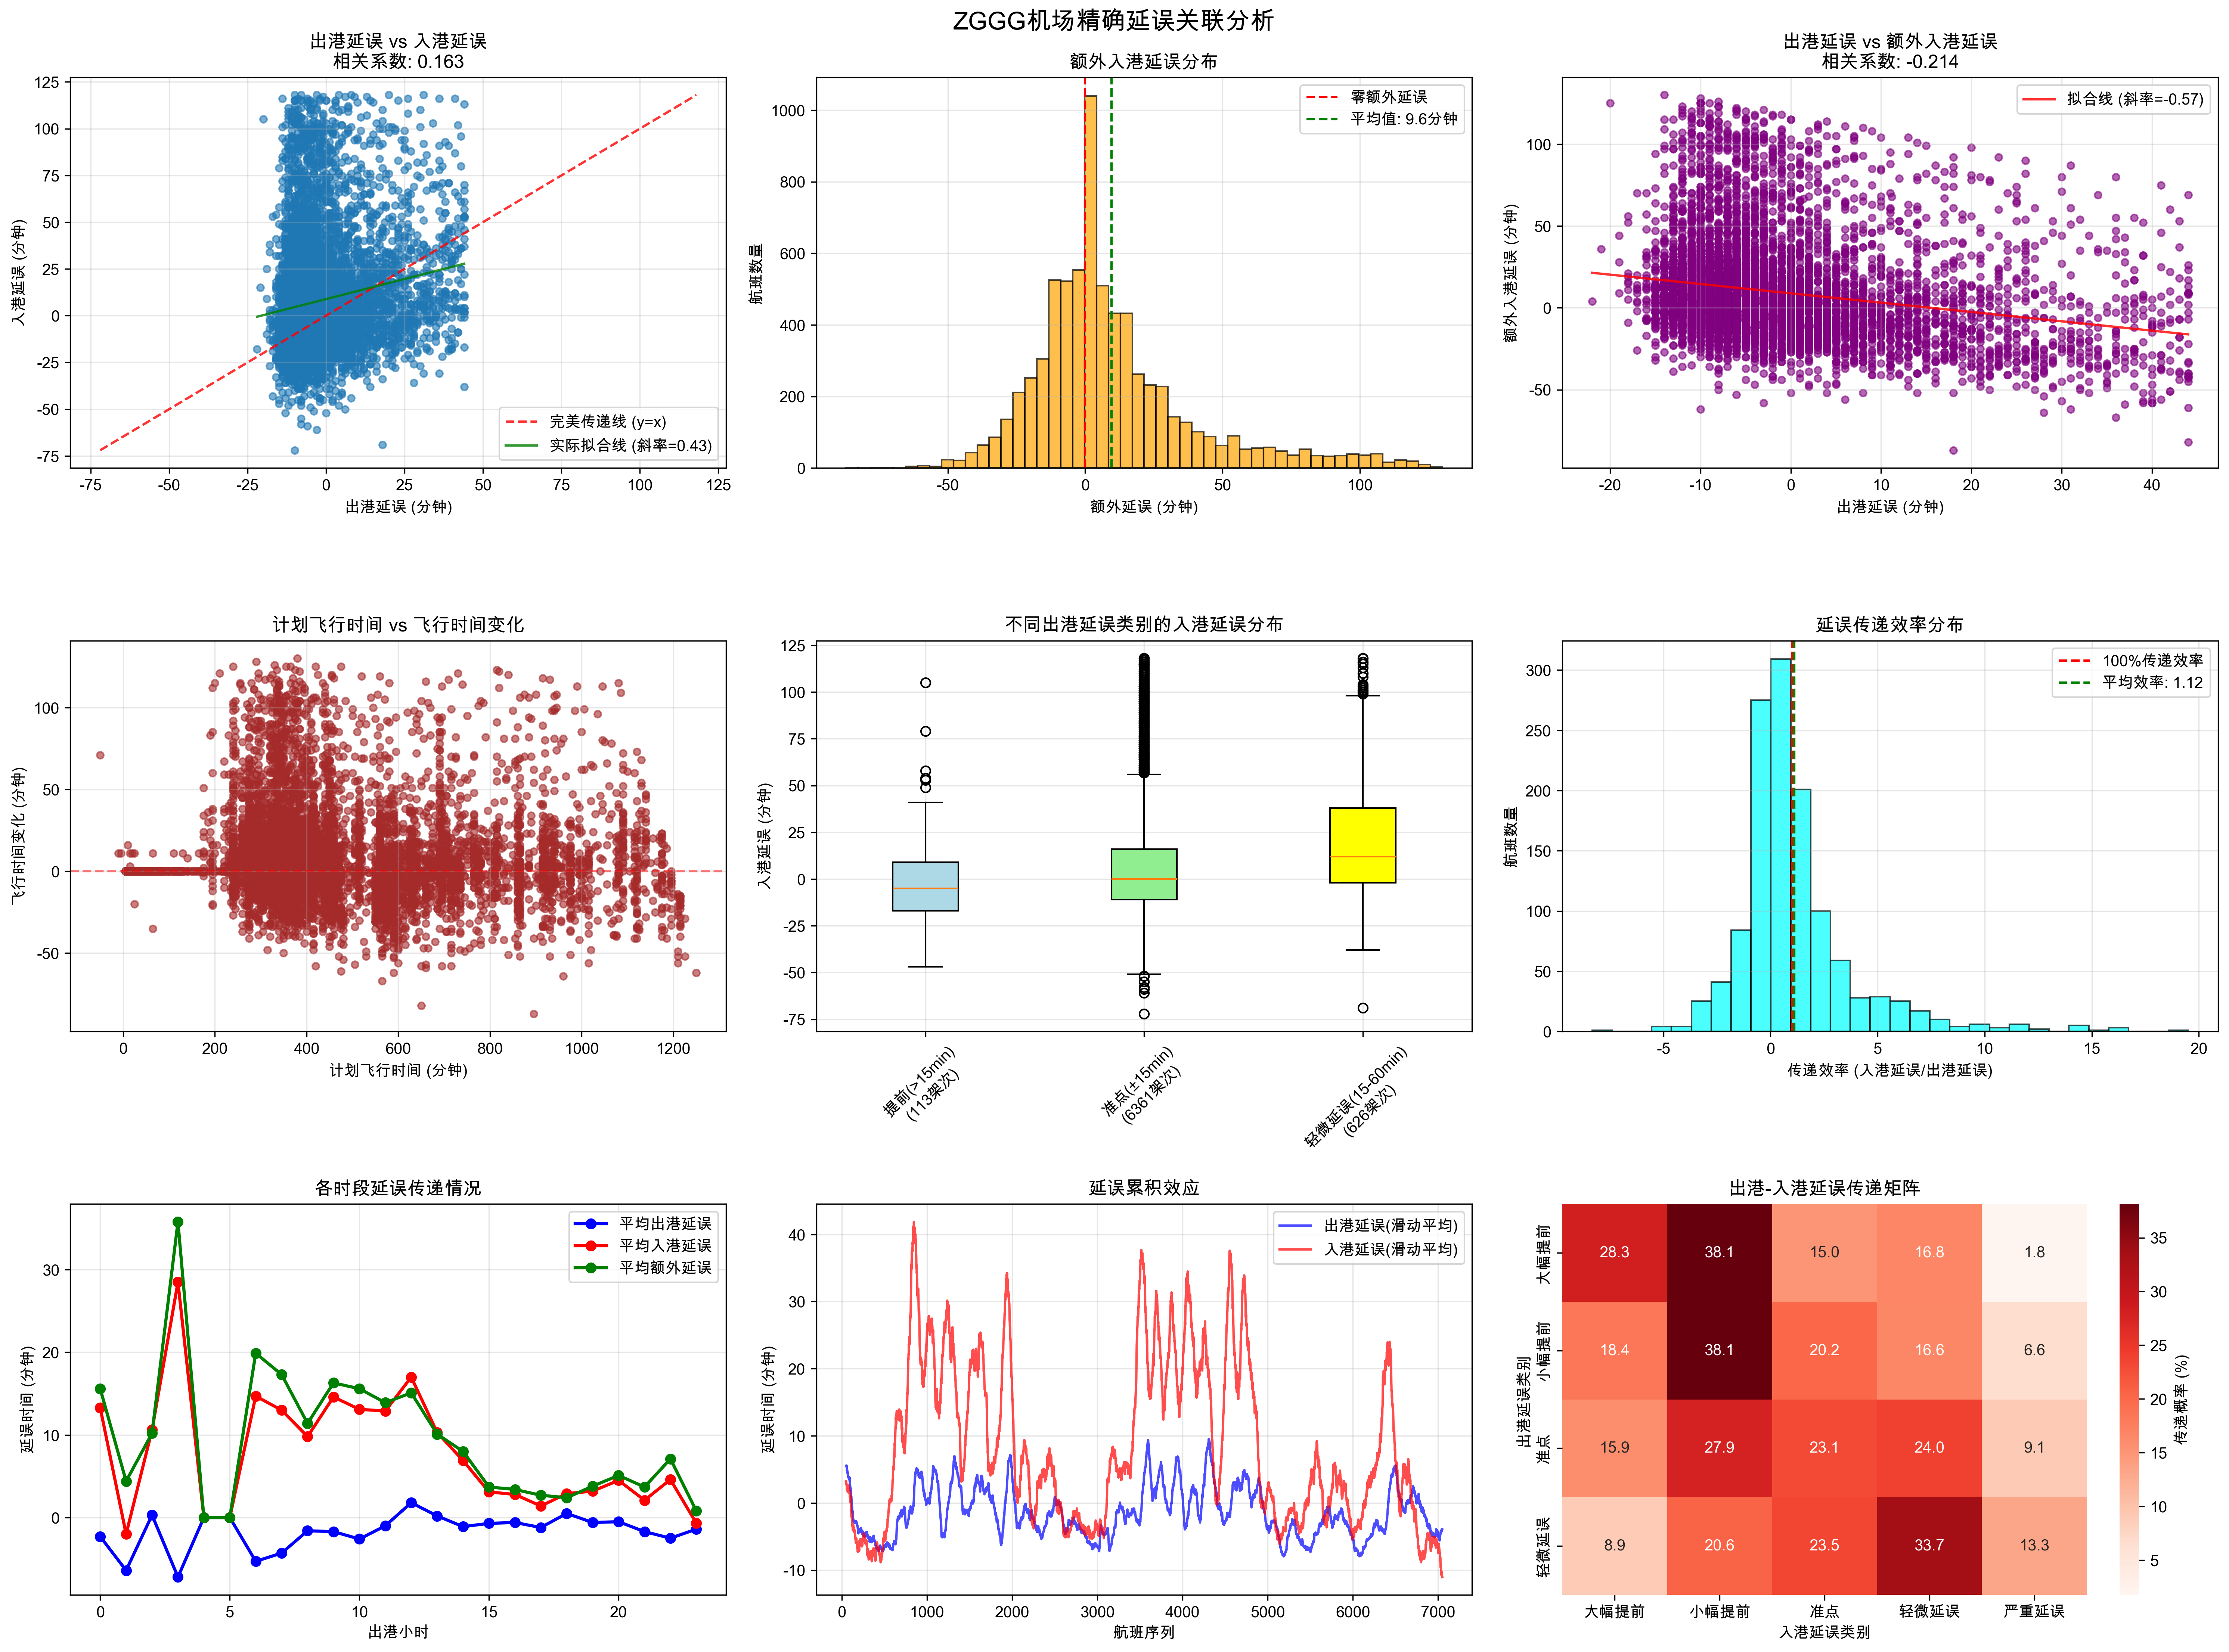 ZGGG机场精确延误关联分析
出港延误 vs 入港延误
相关系数: 0.163
125
100
75
50
25
0
-25
-50
-75
入港延误 (分钟)
完美传递线 (y=x)
实际拟合线 (斜率=0.43)
-75 -50 -25 0 25 50 75 100 125
出港延误 (分钟)
额外入港延误分布
1000
800
600
400
200
0
航班数量
零额外延误
平均值: 9.6分钟
-50 0 50 100
额外延误 (分钟)
出港延误 vs 额外入港延误
相关系数: -0.214
100
50
0
-50
额外入港延误 (分钟)
拟合线 (斜率=-0.57)
-20 -10 0 10 20 30 40
出港延误 (分钟)
计划飞行时间 vs 飞行时间变化
100
50
0
-50
飞行时间变化 (分钟)
0 200 400 600 800 1000 1200
计划飞行时间 (分钟)
不同出港延误类别的入港延误分布
125
100
75
50
25
0
-25
-50
-75
入港延误 (分钟)
提前(>15min)
(113架次)
准点(±15min)
(6361架次)
轻微延误(15-60min)
(626架次)
延误传递效率分布
300
250
200
150
100
50
0
航班数量
100%传递效率
平均效率: 1.12
-5 0 5 10 15 20
传递效率 (入港延误/出港延误)
各时段延误传递情况
30
20
10
0
延误时间 (分钟)
平均出港延误
平均入港延误
平均额外延误
0 5 10 15 20
出港小时
延误累积效应
40
30
20
10
0
-10
延误时间 (分钟)
出港延误(滑动平均)
入港延误(滑动平均)
0 1000 2000 3000 4000 5000 6000 7000
航班序列
出港-入港延误传递矩阵
出港延误类别
大幅提前
28.3 38.1 15.0 16.8 1.8
小幅提前
18.4 38.1 20.2 16.6 6.6
准点
15.9 27.9 23.1 24.0 9.1
轻微延误
8.9 20.6 23.5 33.7 13.3
大幅提前 小幅提前 准点 轻微延误 严重延误
入港延误类别
35
30
25
20
15
10
5
传递概率 (%)